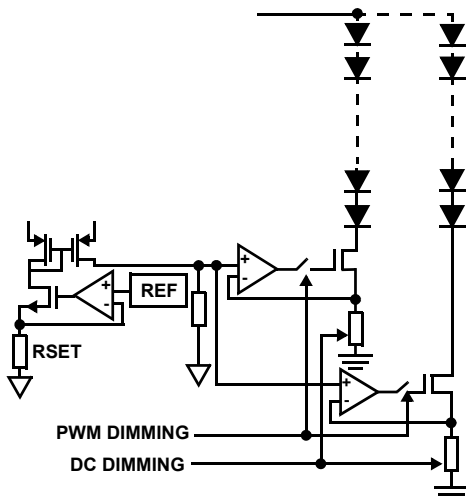 +
-
+
-
REF
RSET
+
-
PWM DIMMING
DC DIMMING